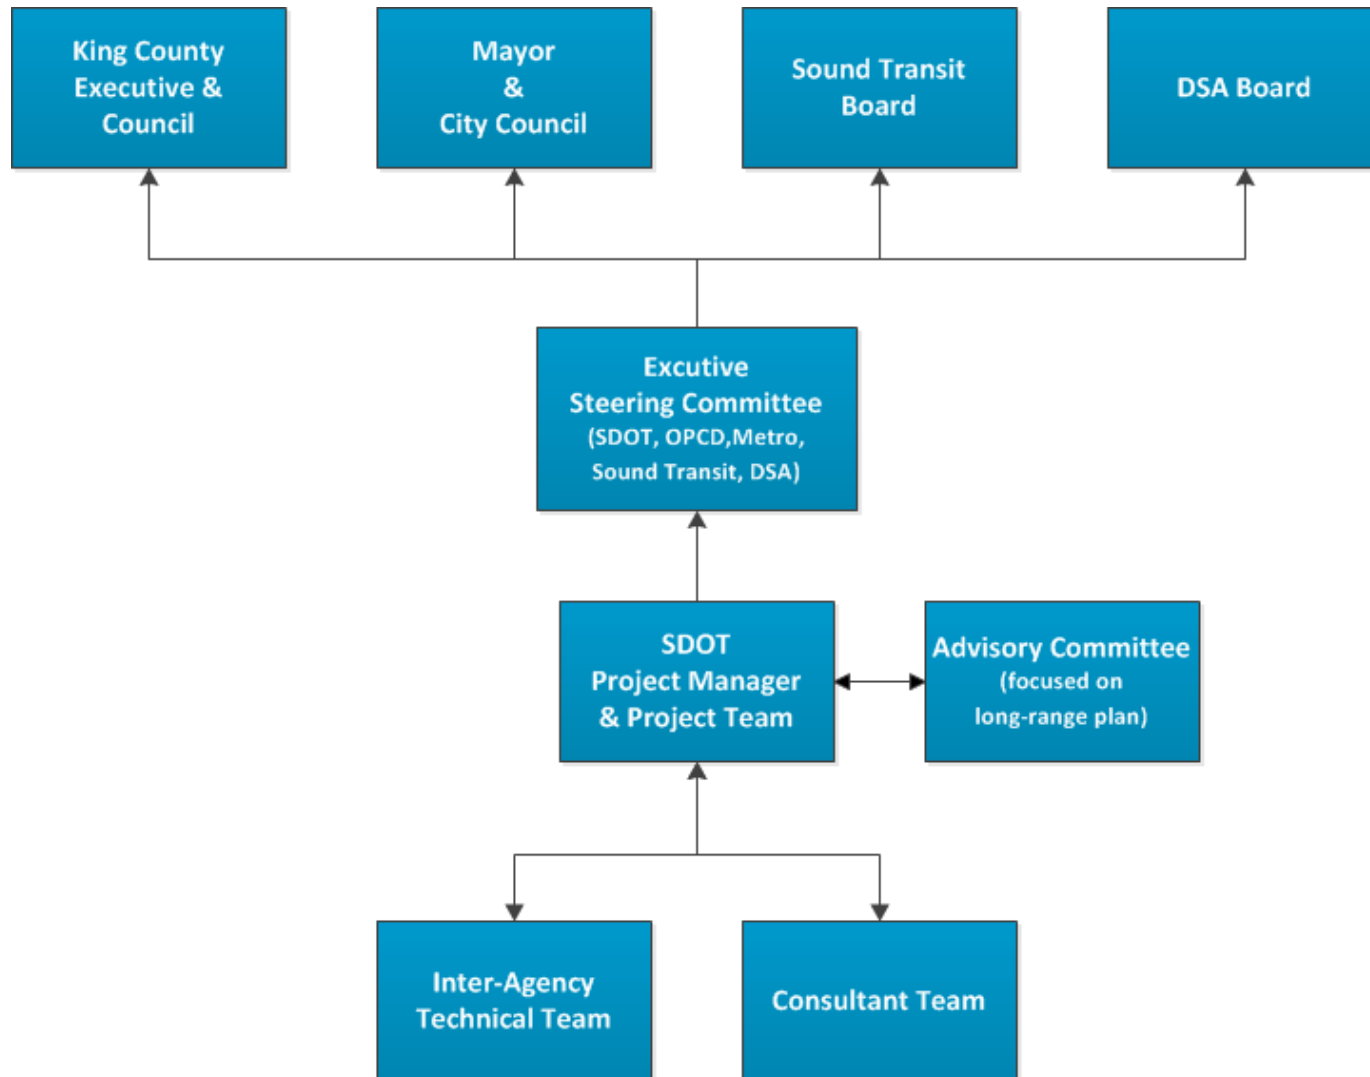 King County
Executive &
Council
Mayor
&
City Council
Sound Transit
Board
DSA Board
Excutive
Steering Committee
(SDOT, OPCD,Metro,
Sound Transit, DSA)
SDOT
Project Manager
& Project Team
Advisory Committee
(focused on
long-range plan)
Inter-Agency
Technical Team
Consultant Team